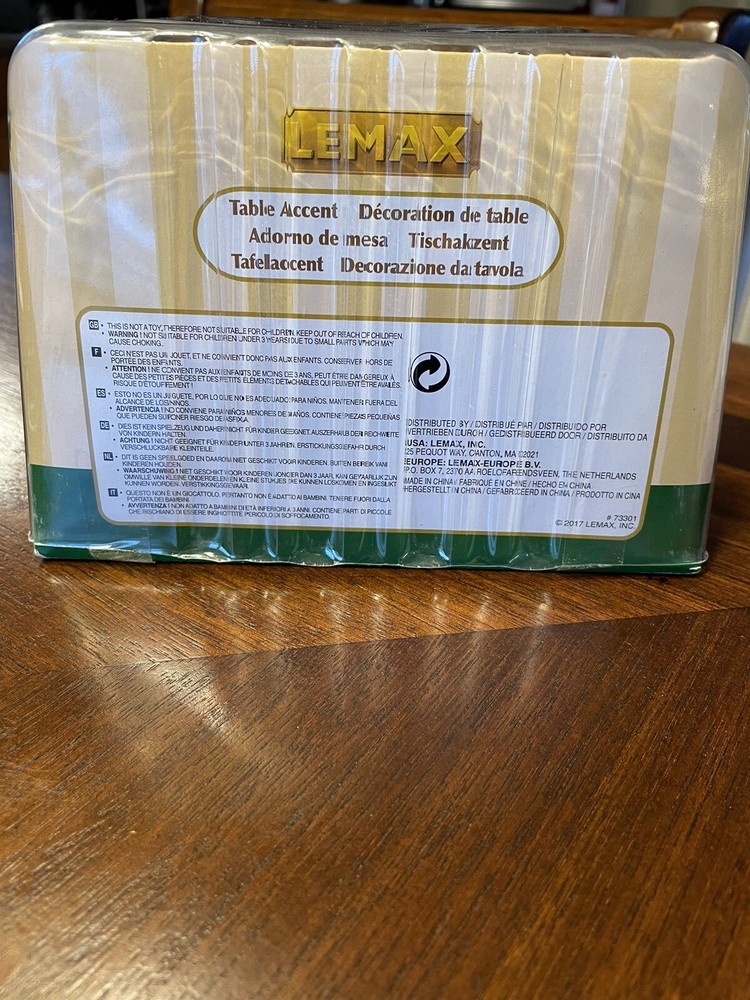 LEMAX
Table Accent Décoration de table
Adorno de mesa Tischakzent
Tafelaccent Decorazione da tavola
GB • THIS IS NOT A TOY, THEREFORE NOT SUITABLE FOR CHILDREN. KEEP OUT OF REACH OF CHILDREN.
• WARNING ! NOT SUITABLE FOR CHILDREN UNDER 3 YEARS DUE TO SMALL PARTS WHICH MAY
CAUSE CHOKING.
F • CECI N'EST PAS UN JOUET, ET NE CONVIENT DONC PAS AUX ENFANTS. CONSERVER HORS DE
PORTÉE DES ENFANTS.
• ATTENTION ! NE CONVIENT PAS AUX ENFANTS DE MOINS DE 3 ANS, PEUT ÊTRE DANGEREUX À
CAUSE DES PETITES PIÈCES ET DES PETITS ÉLÉMENTS DÉTACHABLES QUI PEUVENT ÊTRE AVALÉS.
RISQUE D'ÉTOUFFEMENT !
ES • ESTO NO ES UN JUGUETE, POR LO QUE NO ES ADECUADO PARA NIÑOS. MANTENER FUERA DEL
ALCANCE DE LOS NIÑOS.
• ADVERTENCIA ! NO CONVIENE PARA NIÑOS MENORES DE 3 AÑOS, CONTIENE PIEZAS PEQUEÑAS
QUE PUEDEN SUPONER RIESGO DE ASFIXIA.
DE • DIES IST KEIN SPIELZEUG UND DAHER NICHT FÜR KINDER GEEIGNET. AUSZERHALB DER REICHWEITE
VON KINDERN HALTEN.
• ACHTUNG ! NICHT GEEIGNET FÜR KINDER UNTER 3 JAHREN. ERSTICKUNGSGEFAHR DURCH
VERSCHLUCKBARE KLEINTEILE.
NL • DIT IS GEEN SPEELGOED EN DAAROM NIET GESCHIKT VOOR KINDEREN. BUITEN BEREIK VAN
KINDEREN HOUDEN.
• WAARSCHUWING ! NIET GESCHIKT VOOR KINDEREN JONGER DAN 3 JAAR, KAN GEVAARLIJK ZIJN
OMWILLE VAN KLEINE ONDERDELEN EN KLEINE STUKJES DIE KUNNEN LOSKOMEN EN INGESLIKT
KUNNEN WORDEN. VERSTIKKINGSGEVAAR.
IT • QUESTO NON È UN GIOCATTOLO, PERTANTO NON È ADATTO AI BAMBINI. TENERE FUORI DALLA
PORTATA DEI BAMBINI.
• AVVERTENZA ! NON ADATTO A BAMBINI DI ETÀ INFERIORE A 3 ANNI. CONTIENE PARTI DI PICCOLE
CHE RISCHIANO DI ESSERE INGHIOTTITE PERICOLO DI SOFFOCAMENTO.
DISTRIBUTED BY / DISTRIBUÉ PAR / DISTRIBUIDO POR
VERTRIEBEN DURCH / GEDISTRIBUEERD DOOR / DISTRIBUITO DA
USA: LEMAX, INC.
25 PEQUOT WAY, CANTON, MA 02021
EUROPE: LEMAX-EUROPE B.V.
P.O. BOX 7, 2370 AA ROELOFARENDSVEEN, THE NETHERLANDS
MADE IN CHINA / FABRIQUÉ EN CHINE / HECHO EN CHINA
HERGESTELLT IN CHINA / GEFABRICEERD IN CHINA / PRODOTTO IN CINA
# 73301
© 2017 LEMAX, INC.